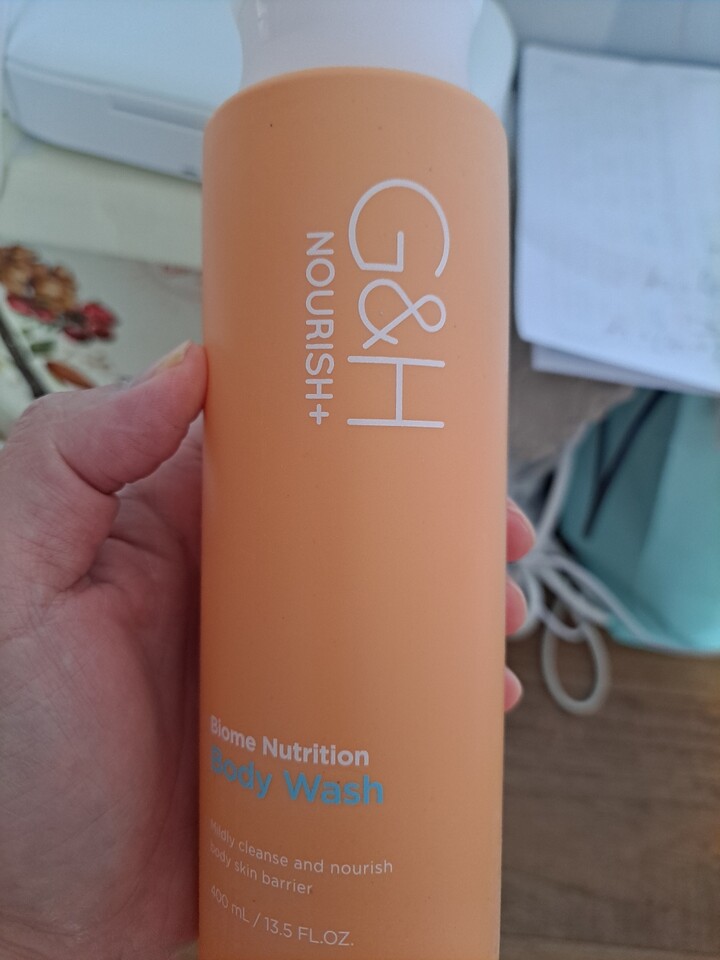 G&H
NOURISH+
Biome Nutrition
Body Wash
Mildly cleanse and nourish
body skin barrier
400 mL / 13.5 FL.OZ.